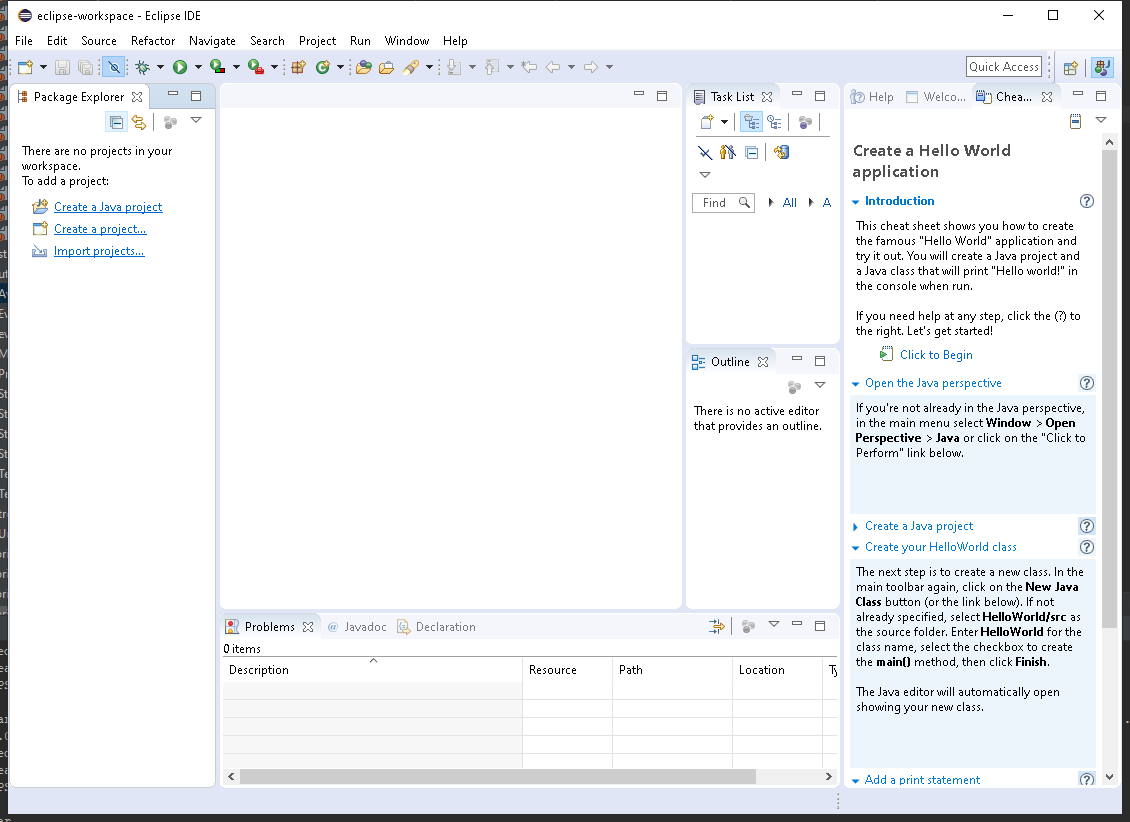 eclipse-workspace - Eclipse IDE
File Edit Source Refactor Navigate Search Project Run Window Help
Quick Access
Package Explorer
There are no projects in your
workspace.
To add a project:
Create a Java project
Create a project...
Import projects...
Task List
Find All A
Outline
There is no active editor
that provides an outline.
Help Welco... Chea...
Create a Hello World
application
Introduction
This cheat sheet shows you how to create
the famous "Hello World" application and
try it out. You will create a Java project and
a Java class that will print "Hello world!" in
the console when run.
If you need help at any step, click the (?) to
the right. Let's get started!
Click to Begin
Open the Java perspective
If you're not already in the Java perspective,
in the main menu select Window > Open
Perspective > Java or click on the "Click to
Perform" link below.
Create a Java project
Create your HelloWorld class
The next step is to create a new class. In the
main toolbar again, click on the New Java
Class button (or the link below). If not
already specified, select HelloWorld/src as
the source folder. Enter HelloWorld for the
class name, select the checkbox to create
the main() method, then click Finish.
The Java editor will automatically open
showing your new class.
Add a print statement
Problems @ Javadoc Declaration
0 items
Description Resource Path Location Ty